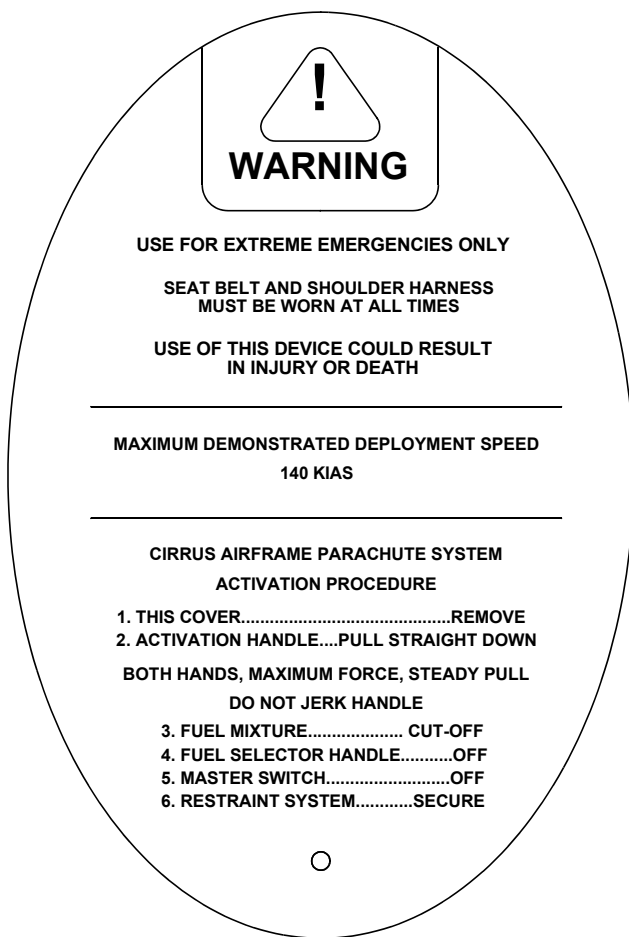 !
WARNING
USE FOR EXTREME EMERGENCIES ONLY
SEAT BELT AND SHOULDER HARNESS
MUST BE WORN AT ALL TIMES
USE OF THIS DEVICE COULD RESULT
IN INJURY OR DEATH
MAXIMUM DEMONSTRATED DEPLOYMENT SPEED
140 KIAS
CIRRUS AIRFRAME PARACHUTE SYSTEM
ACTIVATION PROCEDURE
1. THIS COVER............................................REMOVE
2. ACTIVATION HANDLE....PULL STRAIGHT DOWN
BOTH HANDS, MAXIMUM FORCE, STEADY PULL
DO NOT JERK HANDLE
3. FUEL MIXTURE.................... CUT-OFF
4. FUEL SELECTOR HANDLE...........OFF
5. MASTER SWITCH..........................OFF
6. RESTRAINT SYSTEM............SECURE